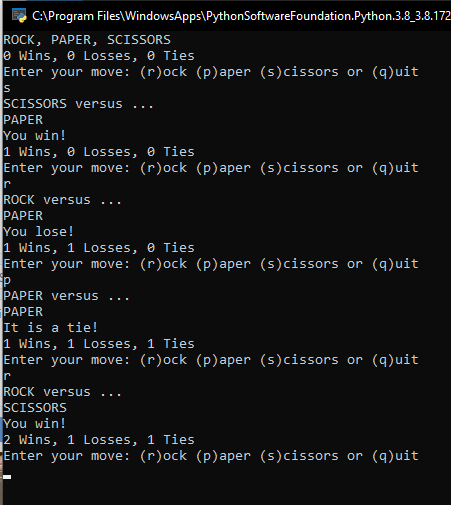 C:\Program Files\WindowsApps\PythonSoftwareFoundation.Python.3.8_3.8.172
ROCK, PAPER, SCISSORS
0 Wins, 0 Losses, 0 Ties
Enter your move: (r)ock (p)aper (s)cissors or (q)uit
s
SCISSORS versus ...
PAPER
You win!
1 Wins, 0 Losses, 0 Ties
Enter your move: (r)ock (p)aper (s)cissors or (q)uit
r
ROCK versus ...
PAPER
You lose!
1 Wins, 1 Losses, 0 Ties
Enter your move: (r)ock (p)aper (s)cissors or (q)uit
p
PAPER versus ...
PAPER
It is a tie!
1 Wins, 1 Losses, 1 Ties
Enter your move: (r)ock (p)aper (s)cissors or (q)uit
r
ROCK versus ...
SCISSORS
You win!
2 Wins, 1 Losses, 1 Ties
Enter your move: (r)ock (p)aper (s)cissors or (q)uit